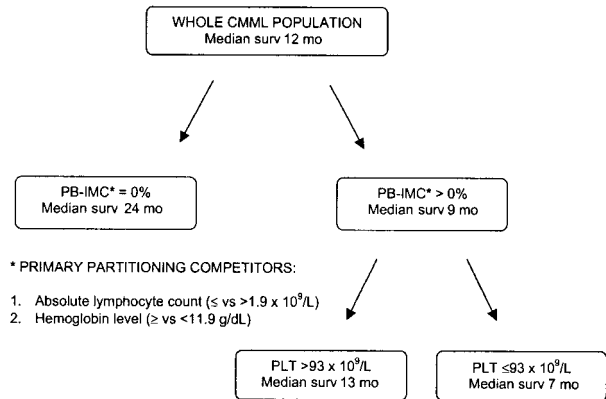 WHOLE CMML POPULATION
Median surv 12 mo
PB-IMC* = 0%
Median surv 24 mo
PB-IMC* > 0%
Median surv 9 mo
* PRIMARY PARTITIONING COMPETITORS:
1. Absolute lymphocyte count (≤ vs >1.9 x 10⁹/L)
2. Hemoglobin level (≥ vs <11.9 g/dL)
PLT >93 x 10⁹/L
Median surv 13 mo
PLT ≤93 x 10⁹/L
Median surv 7 mo